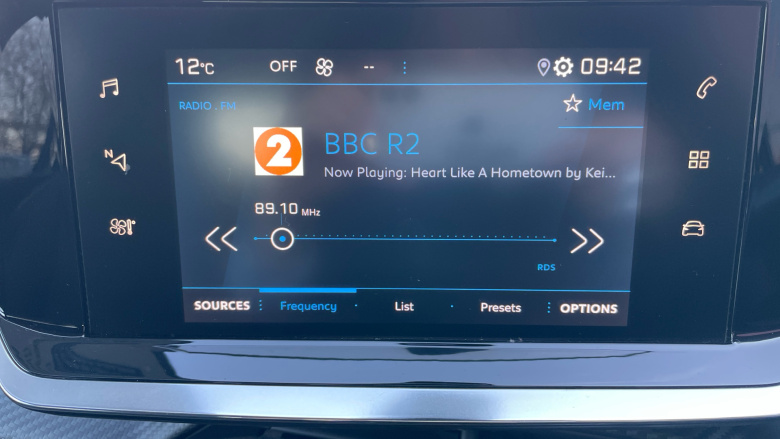 12°C OFF -- 09:42
RADIO . FM
Mem
2
BBC R2
Now Playing: Heart Like A Hometown by Kei...
89.10 MHz
RDS
SOURCES Frequency List Presets OPTIONS
N